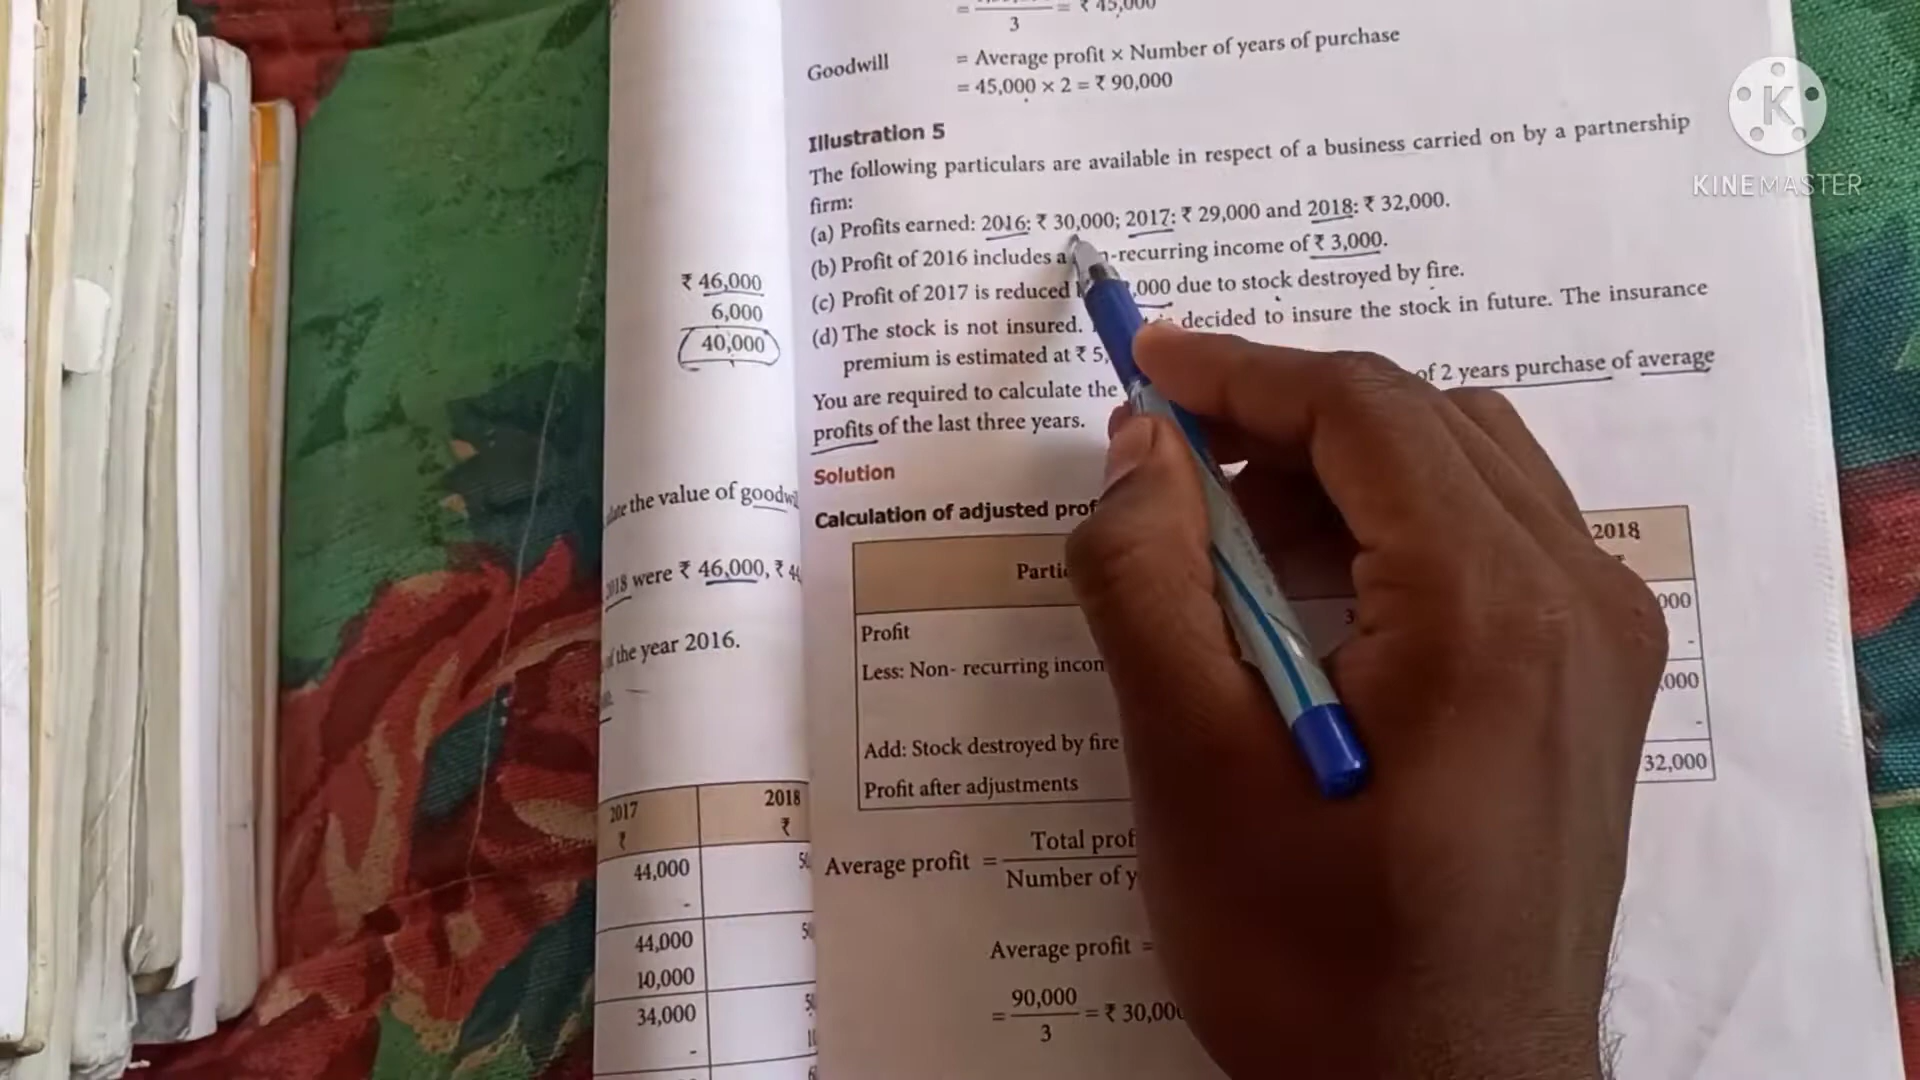 3 = ₹ 45,000
Goodwill = Average profit × Number of years of purchase
= 45,000 × 2 = ₹ 90,000
Illustration 5
The following particulars are available in respect of a business carried on by a partnership
firm:
(a) Profits earned: 2016: ₹ 30,000; 2017: ₹ 29,000 and 2018: ₹ 32,000.
(b) Profit of 2016 includes a -recurring income of ₹ 3,000.
(c) Profit of 2017 is reduced ,000 due to stock destroyed by fire.
(d) The stock is not insured. decided to insure the stock in future. The insurance
premium is estimated at ₹ 5,
You are required to calculate the of 2 years purchase of average
profits of the last three years.
Solution
Calculation of adjusted
2018
Profit 3 000
-
Less: Non- recurring ,000
-
Add: Stock destroyed by fire
Profit after adjustments 32,000
Average profit = Total
Number of
Average profit =
= 90,000
3 = ₹ 30,00
₹ 46,000
6,000
40,000
the value of
2018 were ₹ 46,000, ₹ 44
of the year 2016.
2017 2018
₹ ₹
44,000
-
44,000
10,000
34,000
-
K
KINEMASTER